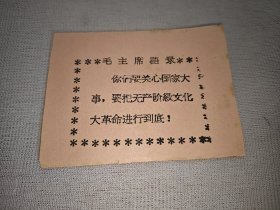 毛主席语录
你们要关心国家大
事，要把无产阶级文化
大革命进行到底！